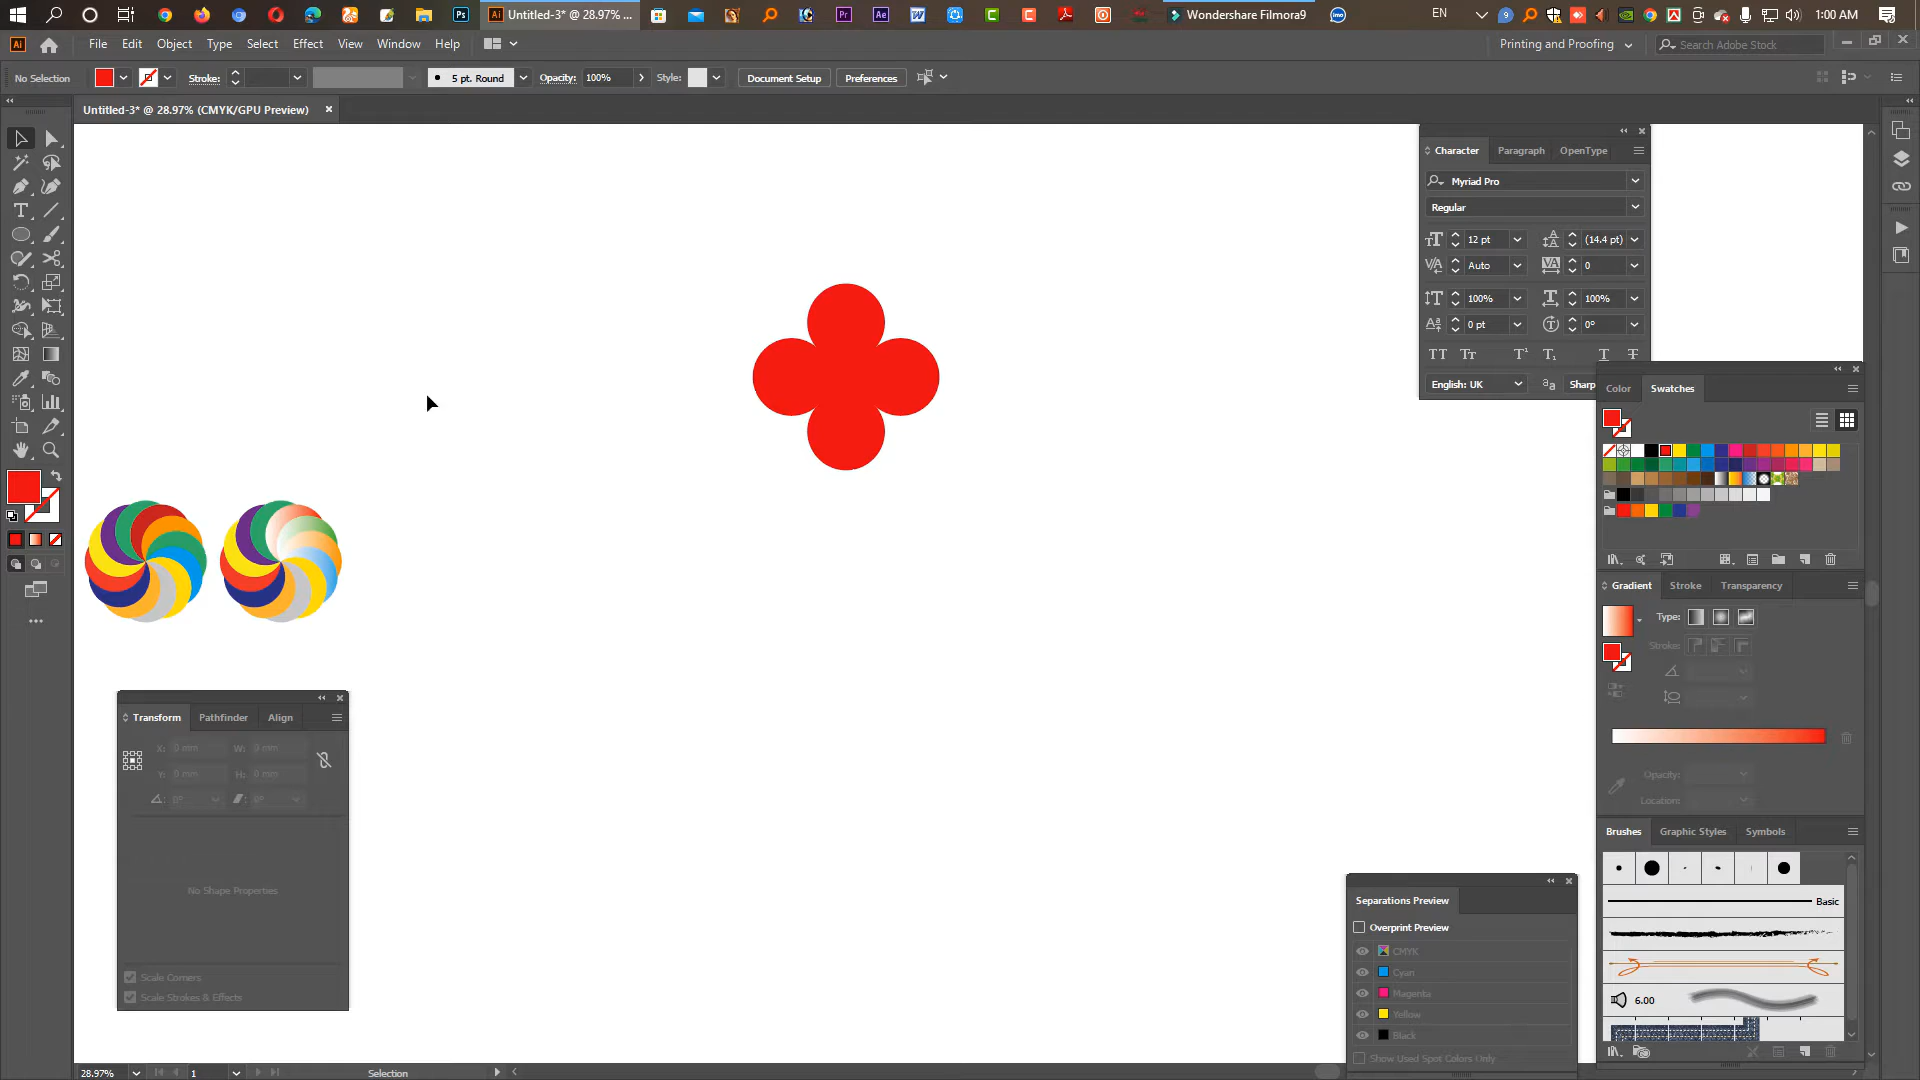 Untitled-3* @ 28.97% ...
Wondershare Filmora9
EN
1:00 AM
File Edit Object Type Select Effect View Window Help
Printing and Proofing
Search Adobe Stock
No Selection
Stroke:
5 pt. Round
Opacity: 100%
Style:
Document Setup
Preferences
Untitled-3* @ 28.97% (CMYK/GPU Preview)
Character Paragraph OpenType
Myriad Pro
Regular
12 pt (14.4 pt)
Auto 0
100% 100%
0 pt 0°
English: UK
Sharp
Color Swatches
Gradient Stroke Transparency
Type:
Stroke:
Opacity:
Location:
Transform Pathfinder Align
X: 0 mm W: 0 mm
Y: 0 mm H: 0 mm
0° 0°
No Shape Properties
Scale Corners
Scale Strokes & Effects
Brushes Graphic Styles Symbols
Basic
6.00
Separations Preview
Overprint Preview
CMYK
Cyan
Magenta
Yellow
Black
Show Used Spot Colors Only
28.97%
1
Selection